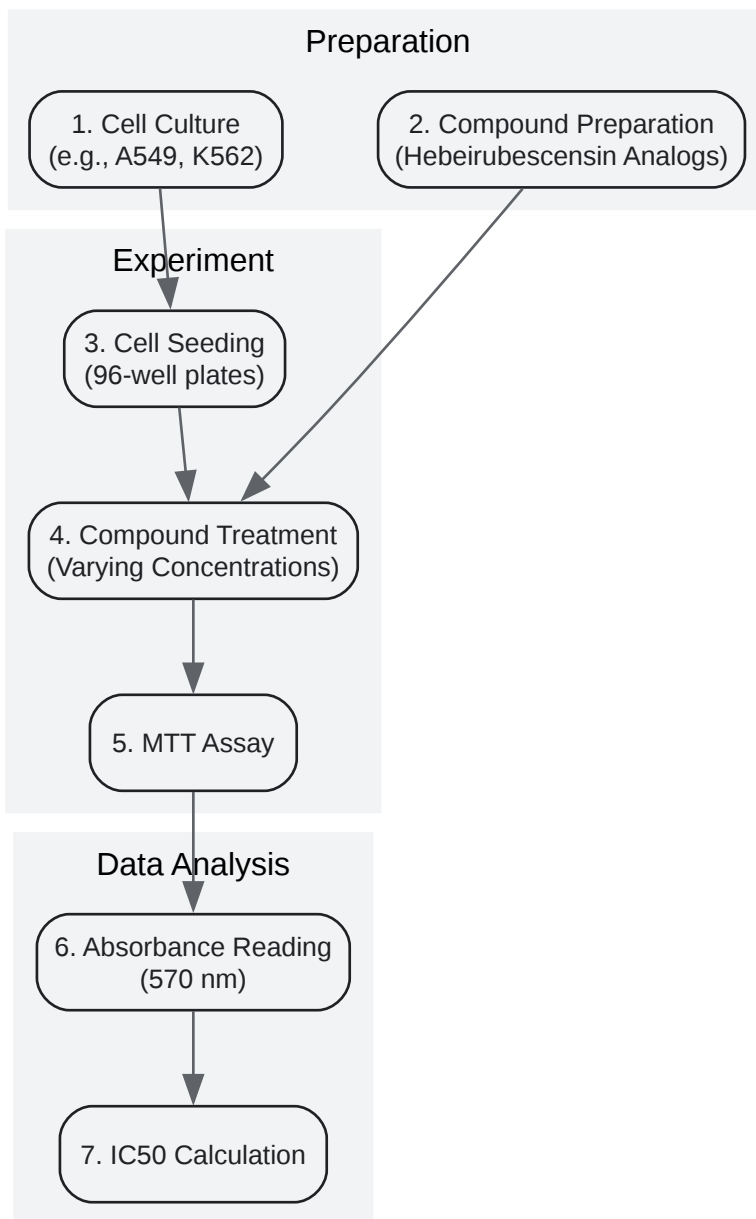 Preparation
1. Cell Culture
(e.g., A549, K562)
2. Compound Preparation
(Hebeirubescensin Analogs)
Experiment
3. Cell Seeding
(96-well plates)
4. Compound Treatment
(Varying Concentrations)
5. MTT Assay
Data Analysis
6. Absorbance Reading
(570 nm)
7. IC50 Calculation